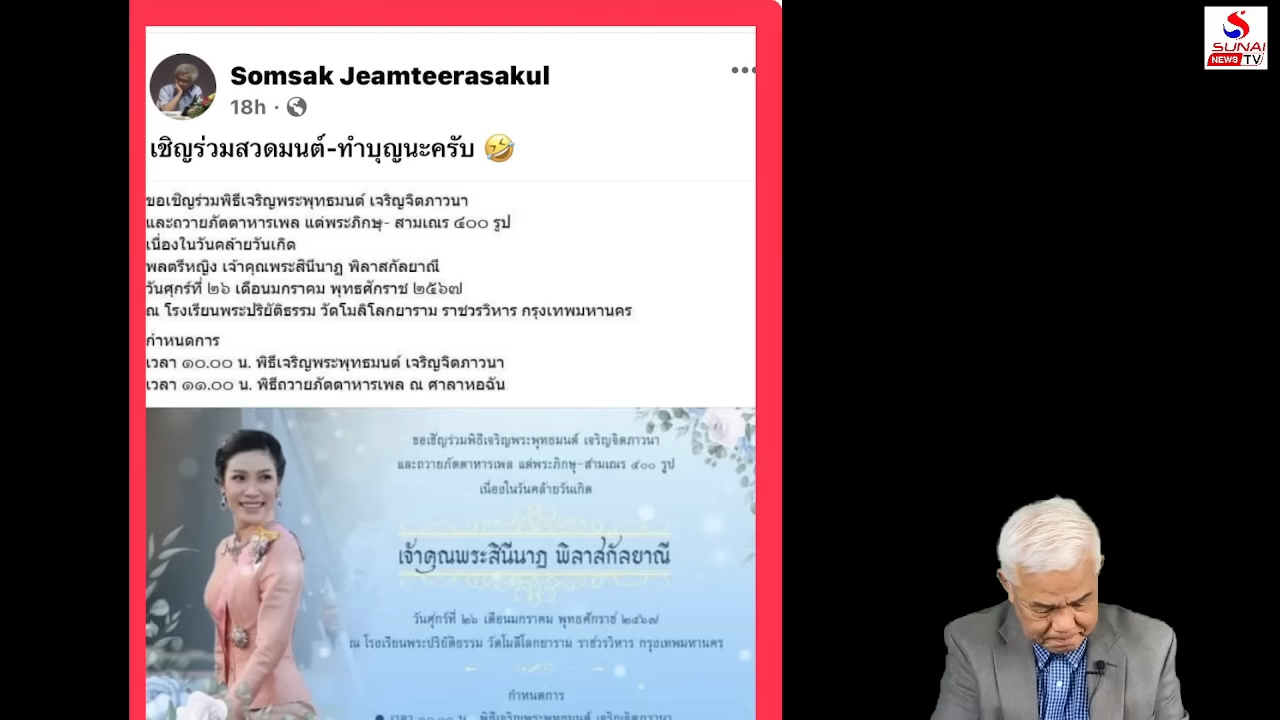 SUNAI
NEWS TV
Somsak Jeamteerasakul
18h ·
เชิญร่วมสวดมนต์-ทำบุญนะครับ 🤣
ขอเชิญร่วมพิธีเจริญพระพุทธมนต์ เจริญจิตภาวนา
และถวายภัตตาหารเพล แด่พระภิกษุ- สามเณร ๔๐๐ รูป
เนื่องในวันคล้ายวันเกิด
พลตรีหญิง เจ้าคุณพระสินีนาฏ พิลาสกัลยาณี
วันศุกร์ที่ ๒๖ เดือนมกราคม พุทธศักราช ๒๕๖๗
ณ โรงเรียนพระปริยัติธรรม วัดโมลิโลกยาราม ราชวรวิหาร กรุงเทพมหานคร
กำหนดการ
เวลา ๑๐.๐๐ น. พิธีเจริญพระพุทธมนต์ เจริญจิตภาวนา
เวลา ๑๑.๐๐ น. พิธีถวายภัตตาหารเพล ณ ศาลาหอฉัน
ขอเชิญร่วมพิธีเจริญพระพุทธมนต์ เจริญจิตภาวนา
และถวายภัตตาหารเพล แด่พระภิกษุ-สามเณร ๔๐๐ รูป
เนื่องในวันคล้ายวันเกิด
เจ้าคุณพระสินีนาฏ พิลาสกัลยาณี
วันศุกร์ที่ ๒๖ เดือนมกราคม พุทธศักราช ๒๕๖๗
ณ โรงเรียนพระปริยัติธรรม วัดโมลีโลกยาราม ราชวรวิหาร กรุงเทพมหานคร
กำหนดการ